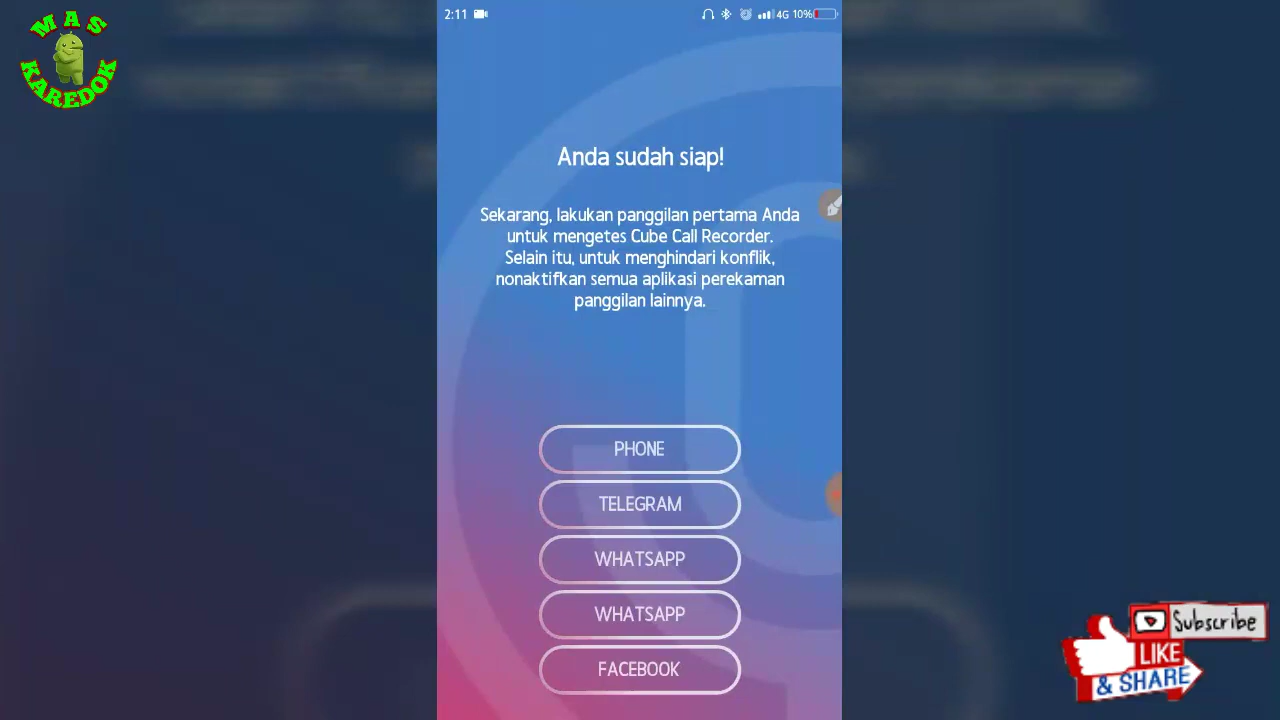 MAS
KAREDOK
2:11
4G 10%
Anda sudah siap!
Sekarang, lakukan panggilan pertama Anda
untuk mengetes Cube Call Recorder.
Selain itu, untuk menghindari konflik,
nonaktifkan semua aplikasi perekaman
panggilan lainnya.
PHONE
TELEGRAM
WHATSAPP
WHATSAPP
FACEBOOK
Subscribe
LIKE
& SHARE